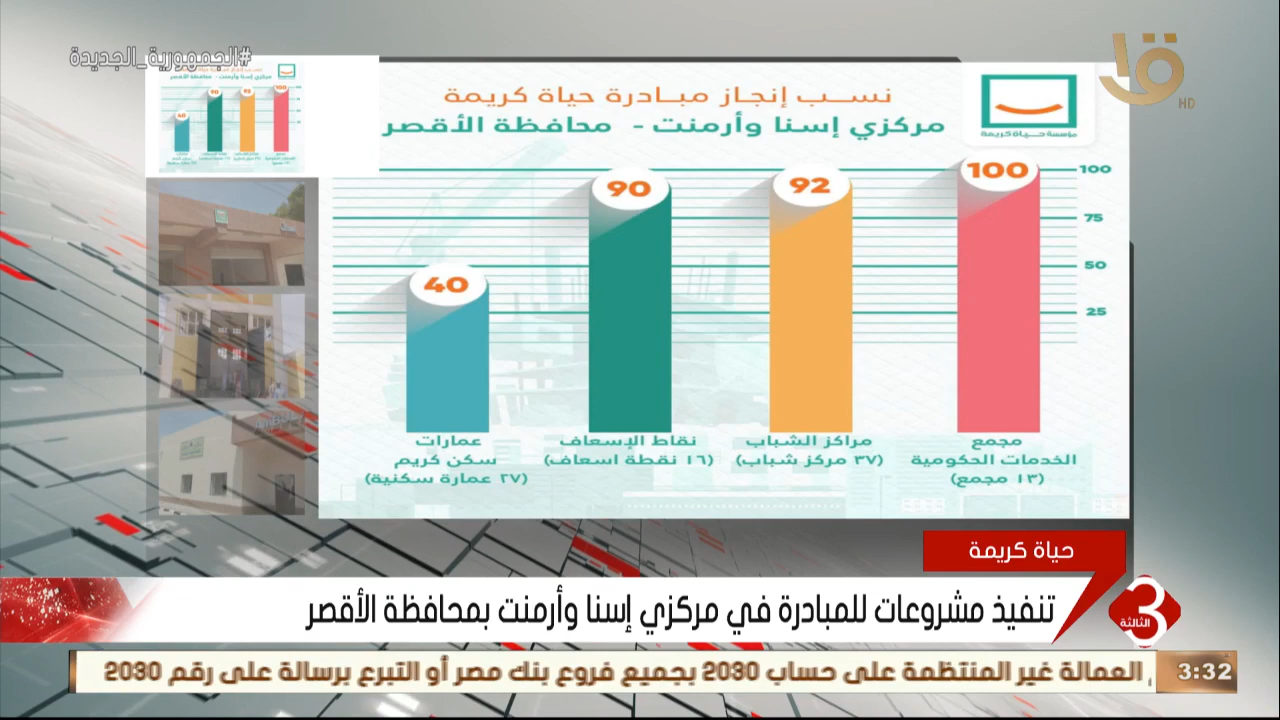 #الجمهورية_الجديدة
HD
نسب إنجاز مبادرة حياة كريمة
مركزي إسنا وأرمنت - محافظة الأقصر
مؤسسة حياة كريمة
100
92
90
40
100
75
50
25
مجمع
الخدمات الحكومية
(١٣ مجمع)
مراكز الشباب
(٣٧ مركز شباب)
نقاط الإسعاف
(١٦ نقطة اسعاف)
عمارات
سكن كريم
(٢٧ عمارة سكنية)
حياة كريمة
تنفيذ مشروعات للمبادرة في مركزي إسنا وأرمنت بمحافظة الأقصر
3
الثالثة
3:32
العمالة غير المنتظمة على حساب 2030 بجميع فروع بنك مصر أو التبرع برسالة على رقم 2030